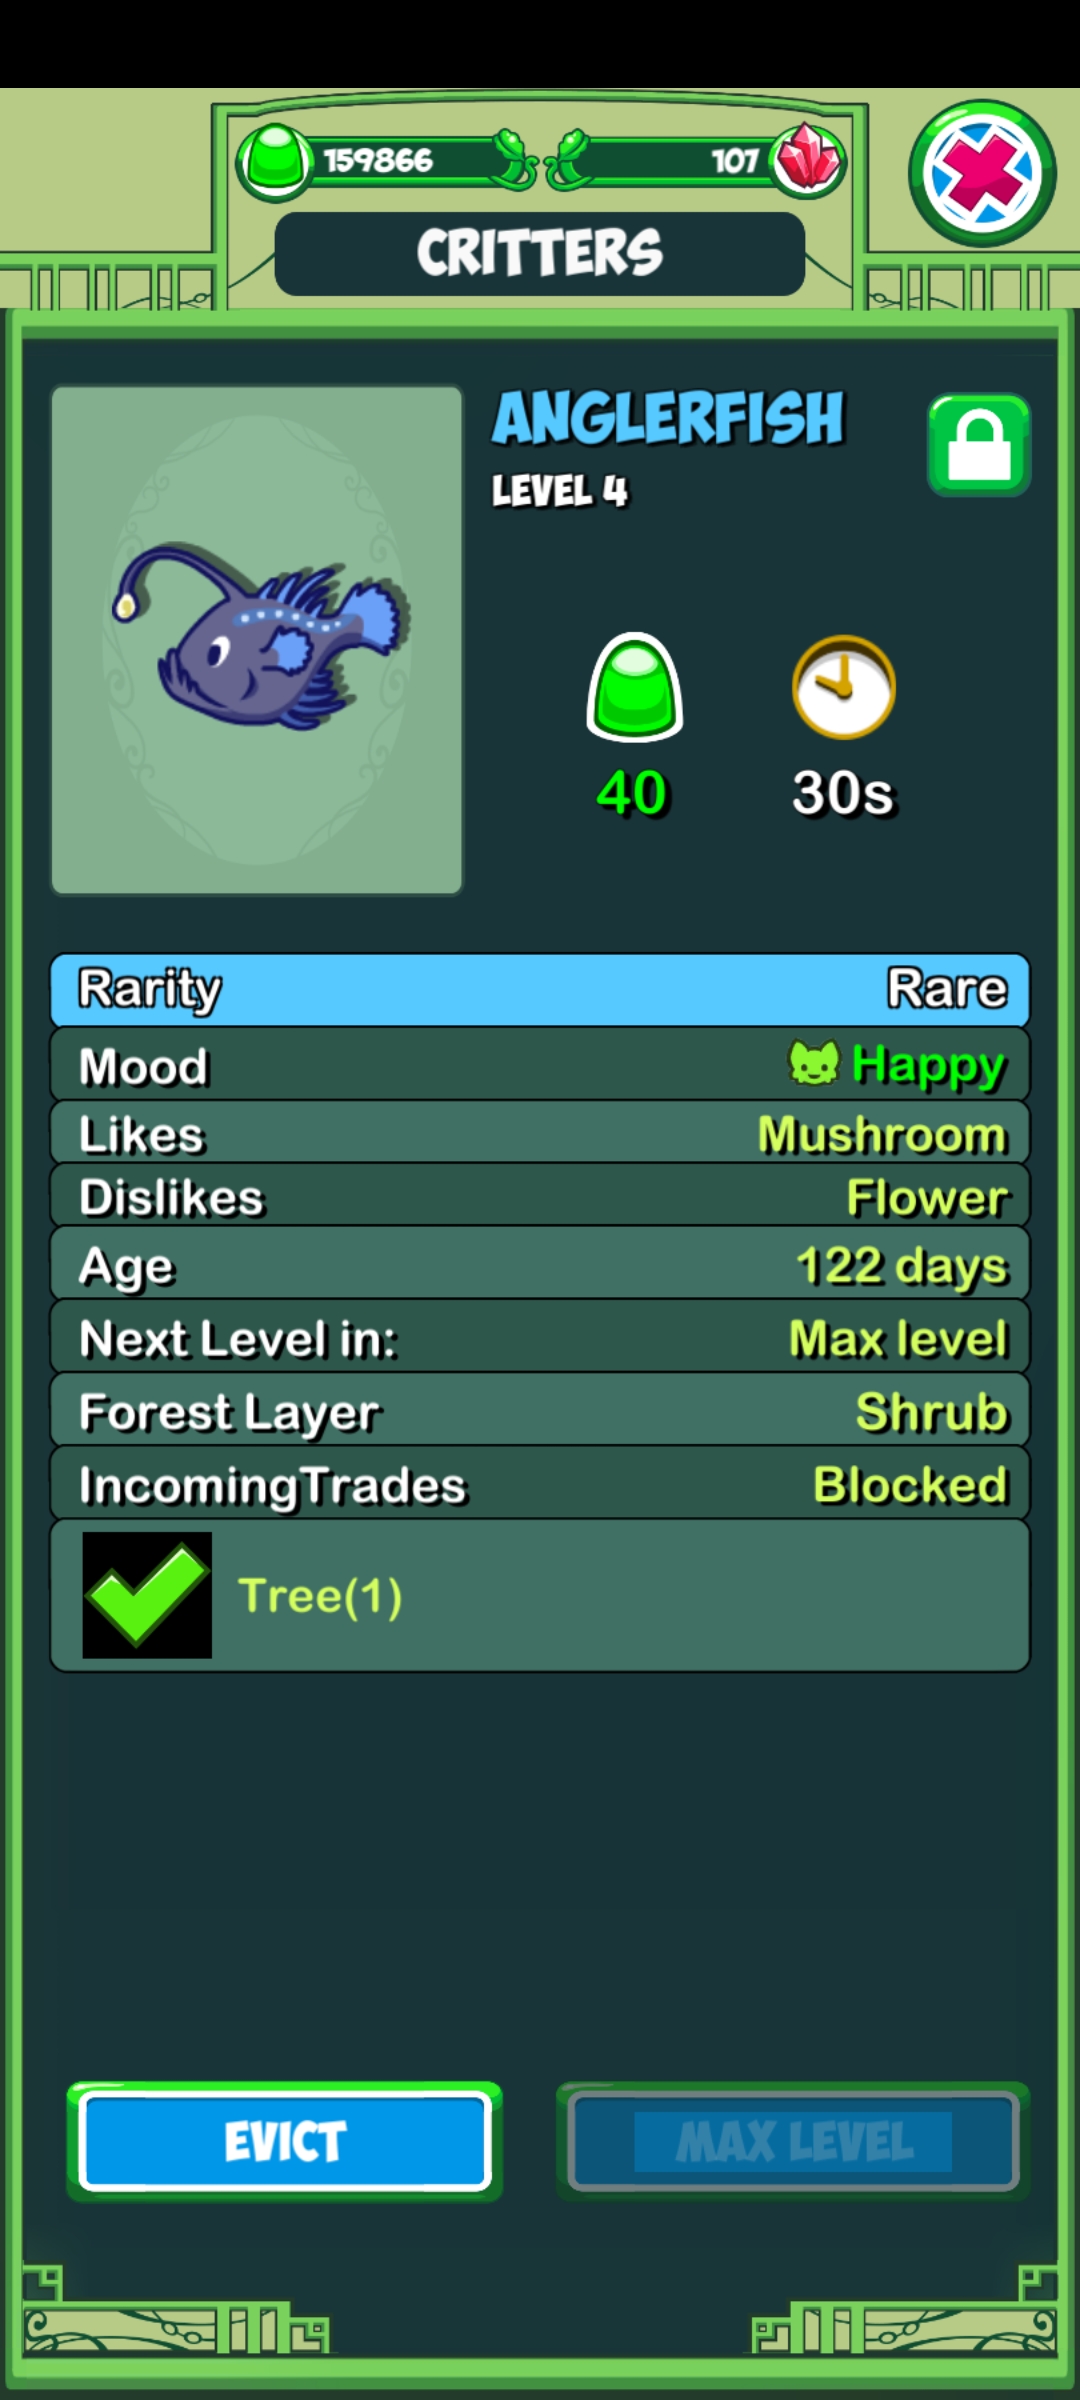 159866
107
CRITTERS
ANGLERFISH
LEVEL 4
40
30s
Rarity Rare
Mood Happy
Likes Mushroom
Dislikes Flower
Age 122 days
Next Level in: Max level
Forest Layer Shrub
IncomingTrades Blocked
Tree(1)
EVICT
MAX LEVEL